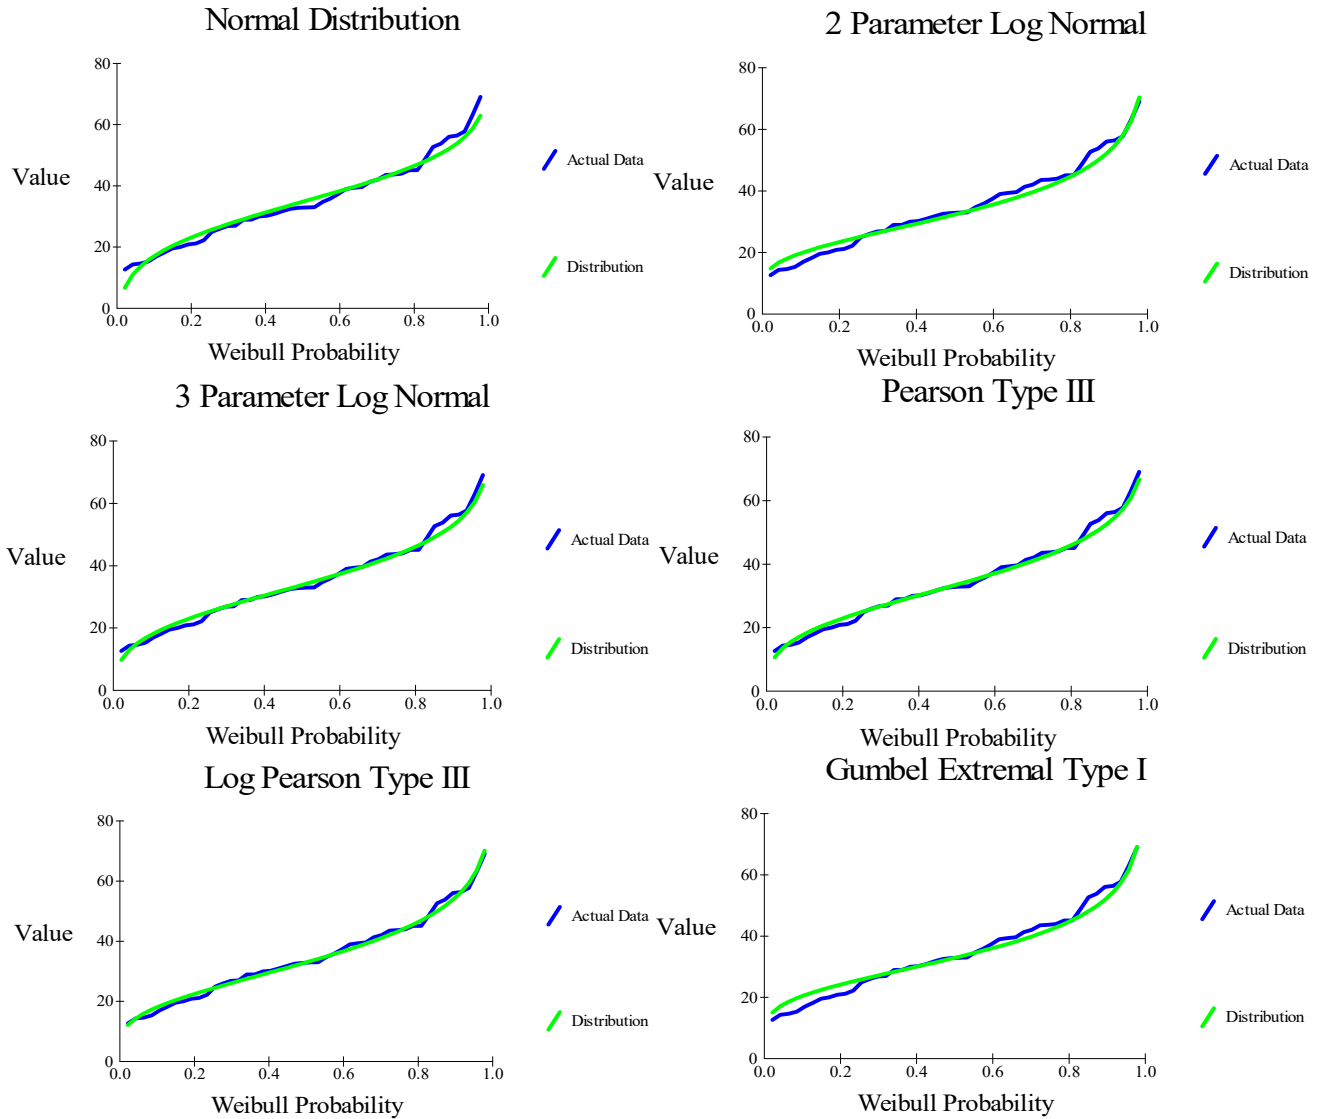 Normal Distribution
80
60
40
20
0
0.0 0.2 0.4 0.6 0.8 1.0
Value
Weibull Probability
Actual Data
Distribution
2 Parameter Log Normal
80
60
40
20
0
0.0 0.2 0.4 0.6 0.8 1.0
Value
Weibull Probability
Actual Data
Distribution
3 Parameter Log Normal
80
60
40
20
0
0.0 0.2 0.4 0.6 0.8 1.0
Value
Weibull Probability
Actual Data
Distribution
Pearson Type III
80
60
40
20
0
0.0 0.2 0.4 0.6 0.8 1.0
Value
Weibull Probability
Actual Data
Distribution
Log Pearson Type III
80
60
40
20
0
0.0 0.2 0.4 0.6 0.8 1.0
Value
Weibull Probability
Actual Data
Distribution
Gumbel Extremal Type I
80
60
40
20
0
0.0 0.2 0.4 0.6 0.8 1.0
Value
Weibull Probability
Actual Data
Distribution